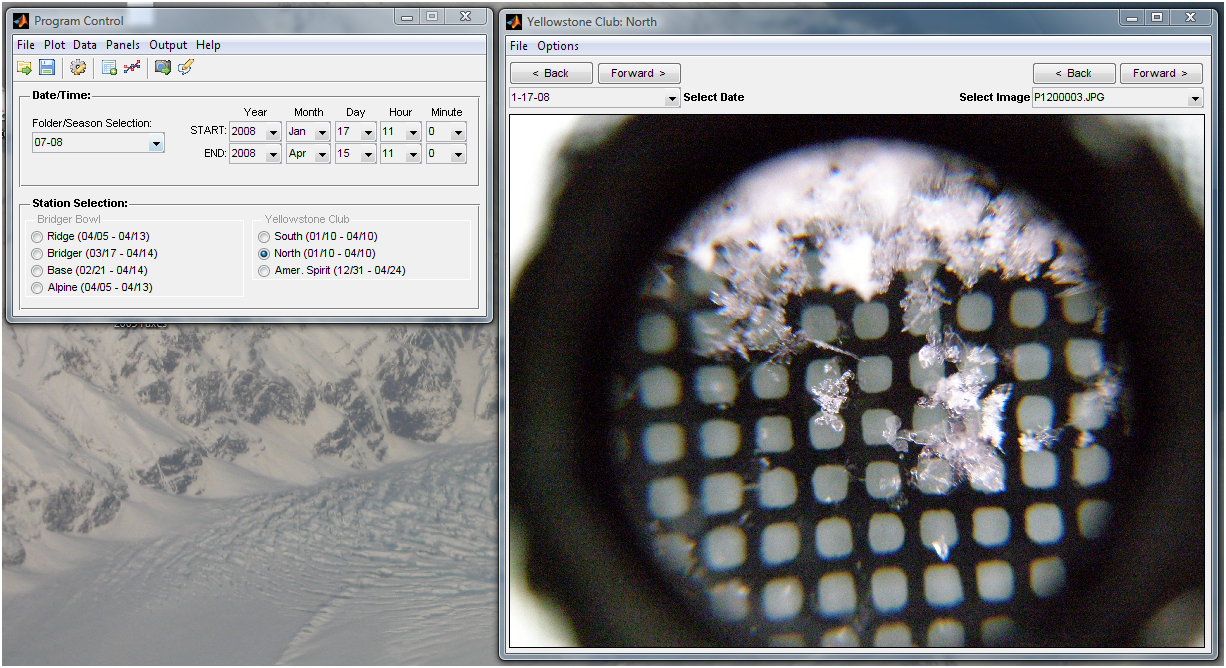 Program Control
File Plot Data Panels Output Help
Date/Time:
Year Month Day Hour Minute
Folder/Season Selection:
START: 2008 Jan 17 11 0
07-08
END: 2008 Apr 15 11 0
Station Selection:
Bridger Bowl
Ridge (04/05 - 04/13)
Bridger (03/17 - 04/14)
Base (02/21 - 04/14)
Alpine (04/05 - 04/13)
Yellowstone Club
South (01/10 - 04/10)
North (01/10 - 04/10)
Amer. Spirit (12/31 - 04/24)
Yellowstone Club: North
File Options
< Back Forward > < Back Forward >
1-17-08 Select Date Select Image P1200003.JPG